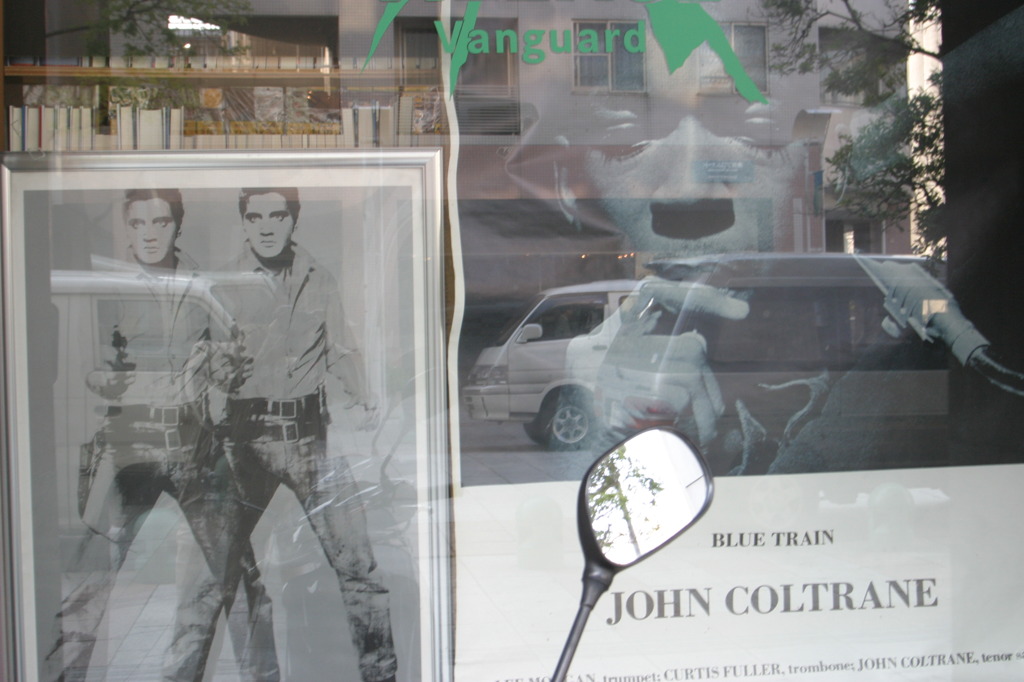 Vanguard
BLUE TRAIN
JOHN COLTRANE
trumpet; CURTIS FULLER, trombone; JOHN COLTRANE, tenor